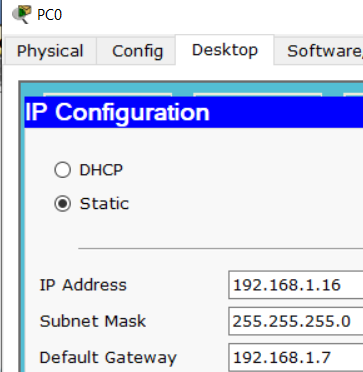 PC0
Physical Config Desktop Software
IP Configuration
DHCP
Static
IP Address 192.168.1.16
Subnet Mask 255.255.255.0
Default Gateway 192.168.1.7